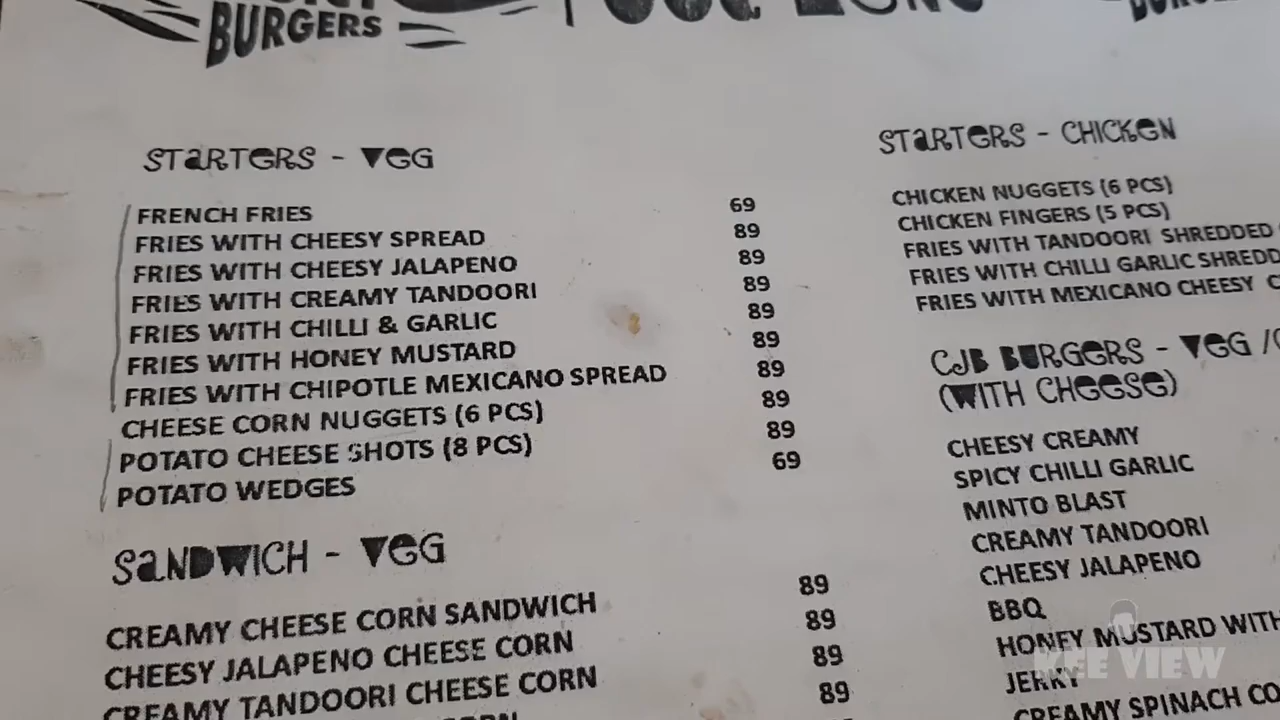 BURGERS
STARTERS - VEG
FRENCH FRIES 69
FRIES WITH CHEESY SPREAD 89
FRIES WITH CHEESY JALAPENO 89
FRIES WITH CREAMY TANDOORI 89
FRIES WITH CHILLI & GARLIC 89
FRIES WITH HONEY MUSTARD 89
FRIES WITH CHIPOTLE MEXICANO SPREAD 89
CHEESE CORN NUGGETS (6 PCS) 89
POTATO CHEESE SHOTS (8 PCS) 89
POTATO WEDGES 69
SANDWICH - VEG
CREAMY CHEESE CORN SANDWICH 89
CHEESY JALAPENO CHEESE CORN 89
CREAMY TANDOORI CHEESE CORN 89
CORN 89
STARTERS - CHICKEN
CHICKEN NUGGETS (6 PCS)
CHICKEN FINGERS (5 PCS)
FRIES WITH TANDOORI SHREDDED
FRIES WITH CHILLI GARLIC SHREDD
FRIES WITH MEXICANO CHEESY C
CJB BURGERS - VEG /
(WITH CHEESE)
CHEESY CREAMY
SPICY CHILLI GARLIC
MINTO BLAST
CREAMY TANDOORI
CHEESY JALAPENO
BBQ
HONEY MUSTARD WITH
JERKY
CREAMY SPINACH CO
KEE VIEW